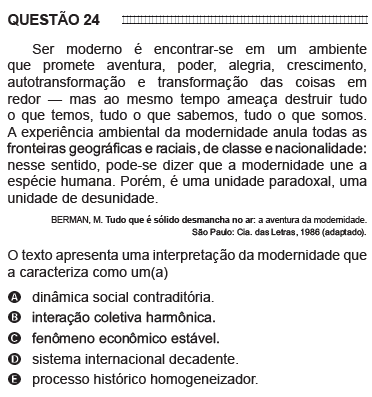 QUESTÃO 24
Ser moderno é encontrar-se em um ambiente
que promete aventura, poder, alegria, crescimento,
autotransformação e transformação das coisas em
redor — mas ao mesmo tempo ameaça destruir tudo
o que temos, tudo o que sabemos, tudo o que somos.
A experiência ambiental da modernidade anula todas as
fronteiras geográficas e raciais, de classe e nacionalidade:
nesse sentido, pode-se dizer que a modernidade une a
espécie humana. Porém, é uma unidade paradoxal, uma
unidade de desunidade.
BERMAN, M. Tudo que é sólido desmancha no ar: a aventura da modernidade.
São Paulo: Cia. das Letras, 1986 (adaptado).
O texto apresenta uma interpretação da modernidade que
a caracteriza como um(a)
A dinâmica social contraditória.
B interação coletiva harmônica.
C fenômeno econômico estável.
D sistema internacional decadente.
E processo histórico homogeneizador.